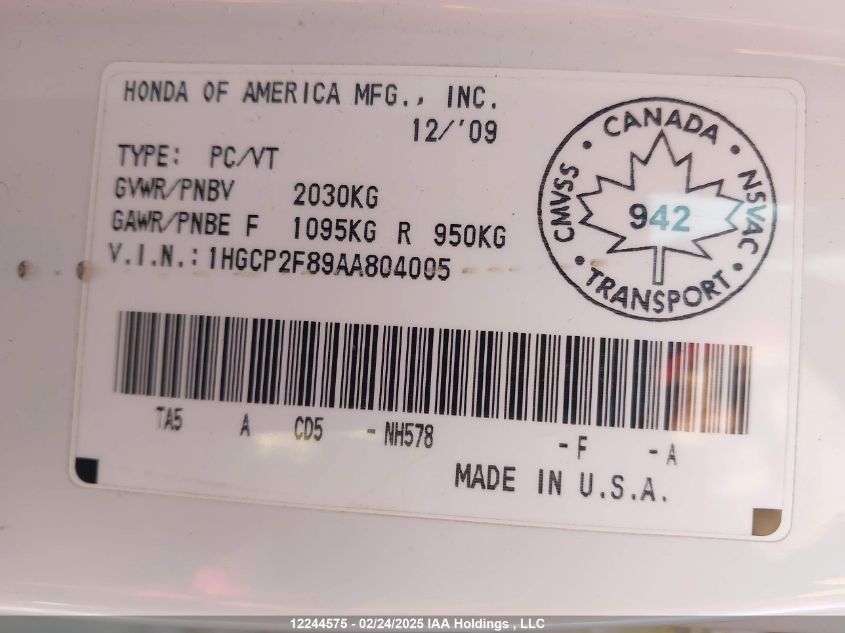 HONDA OF AMERICA MFG., INC.
12/'09
TYPE: PC/VT
GVWR/PNBV 2030KG
GAWR/PNBE F 1095KG R 950KG
V.I.N.: 1HGCP2F89AA804005
CANADA
CMVSS 942 NSVAC
TRANSPORT
TA5 A CD5 - NH578 - F - A
MADE IN U.S.A.
12244575 - 02/24/2025 IAA Holdings , LLC